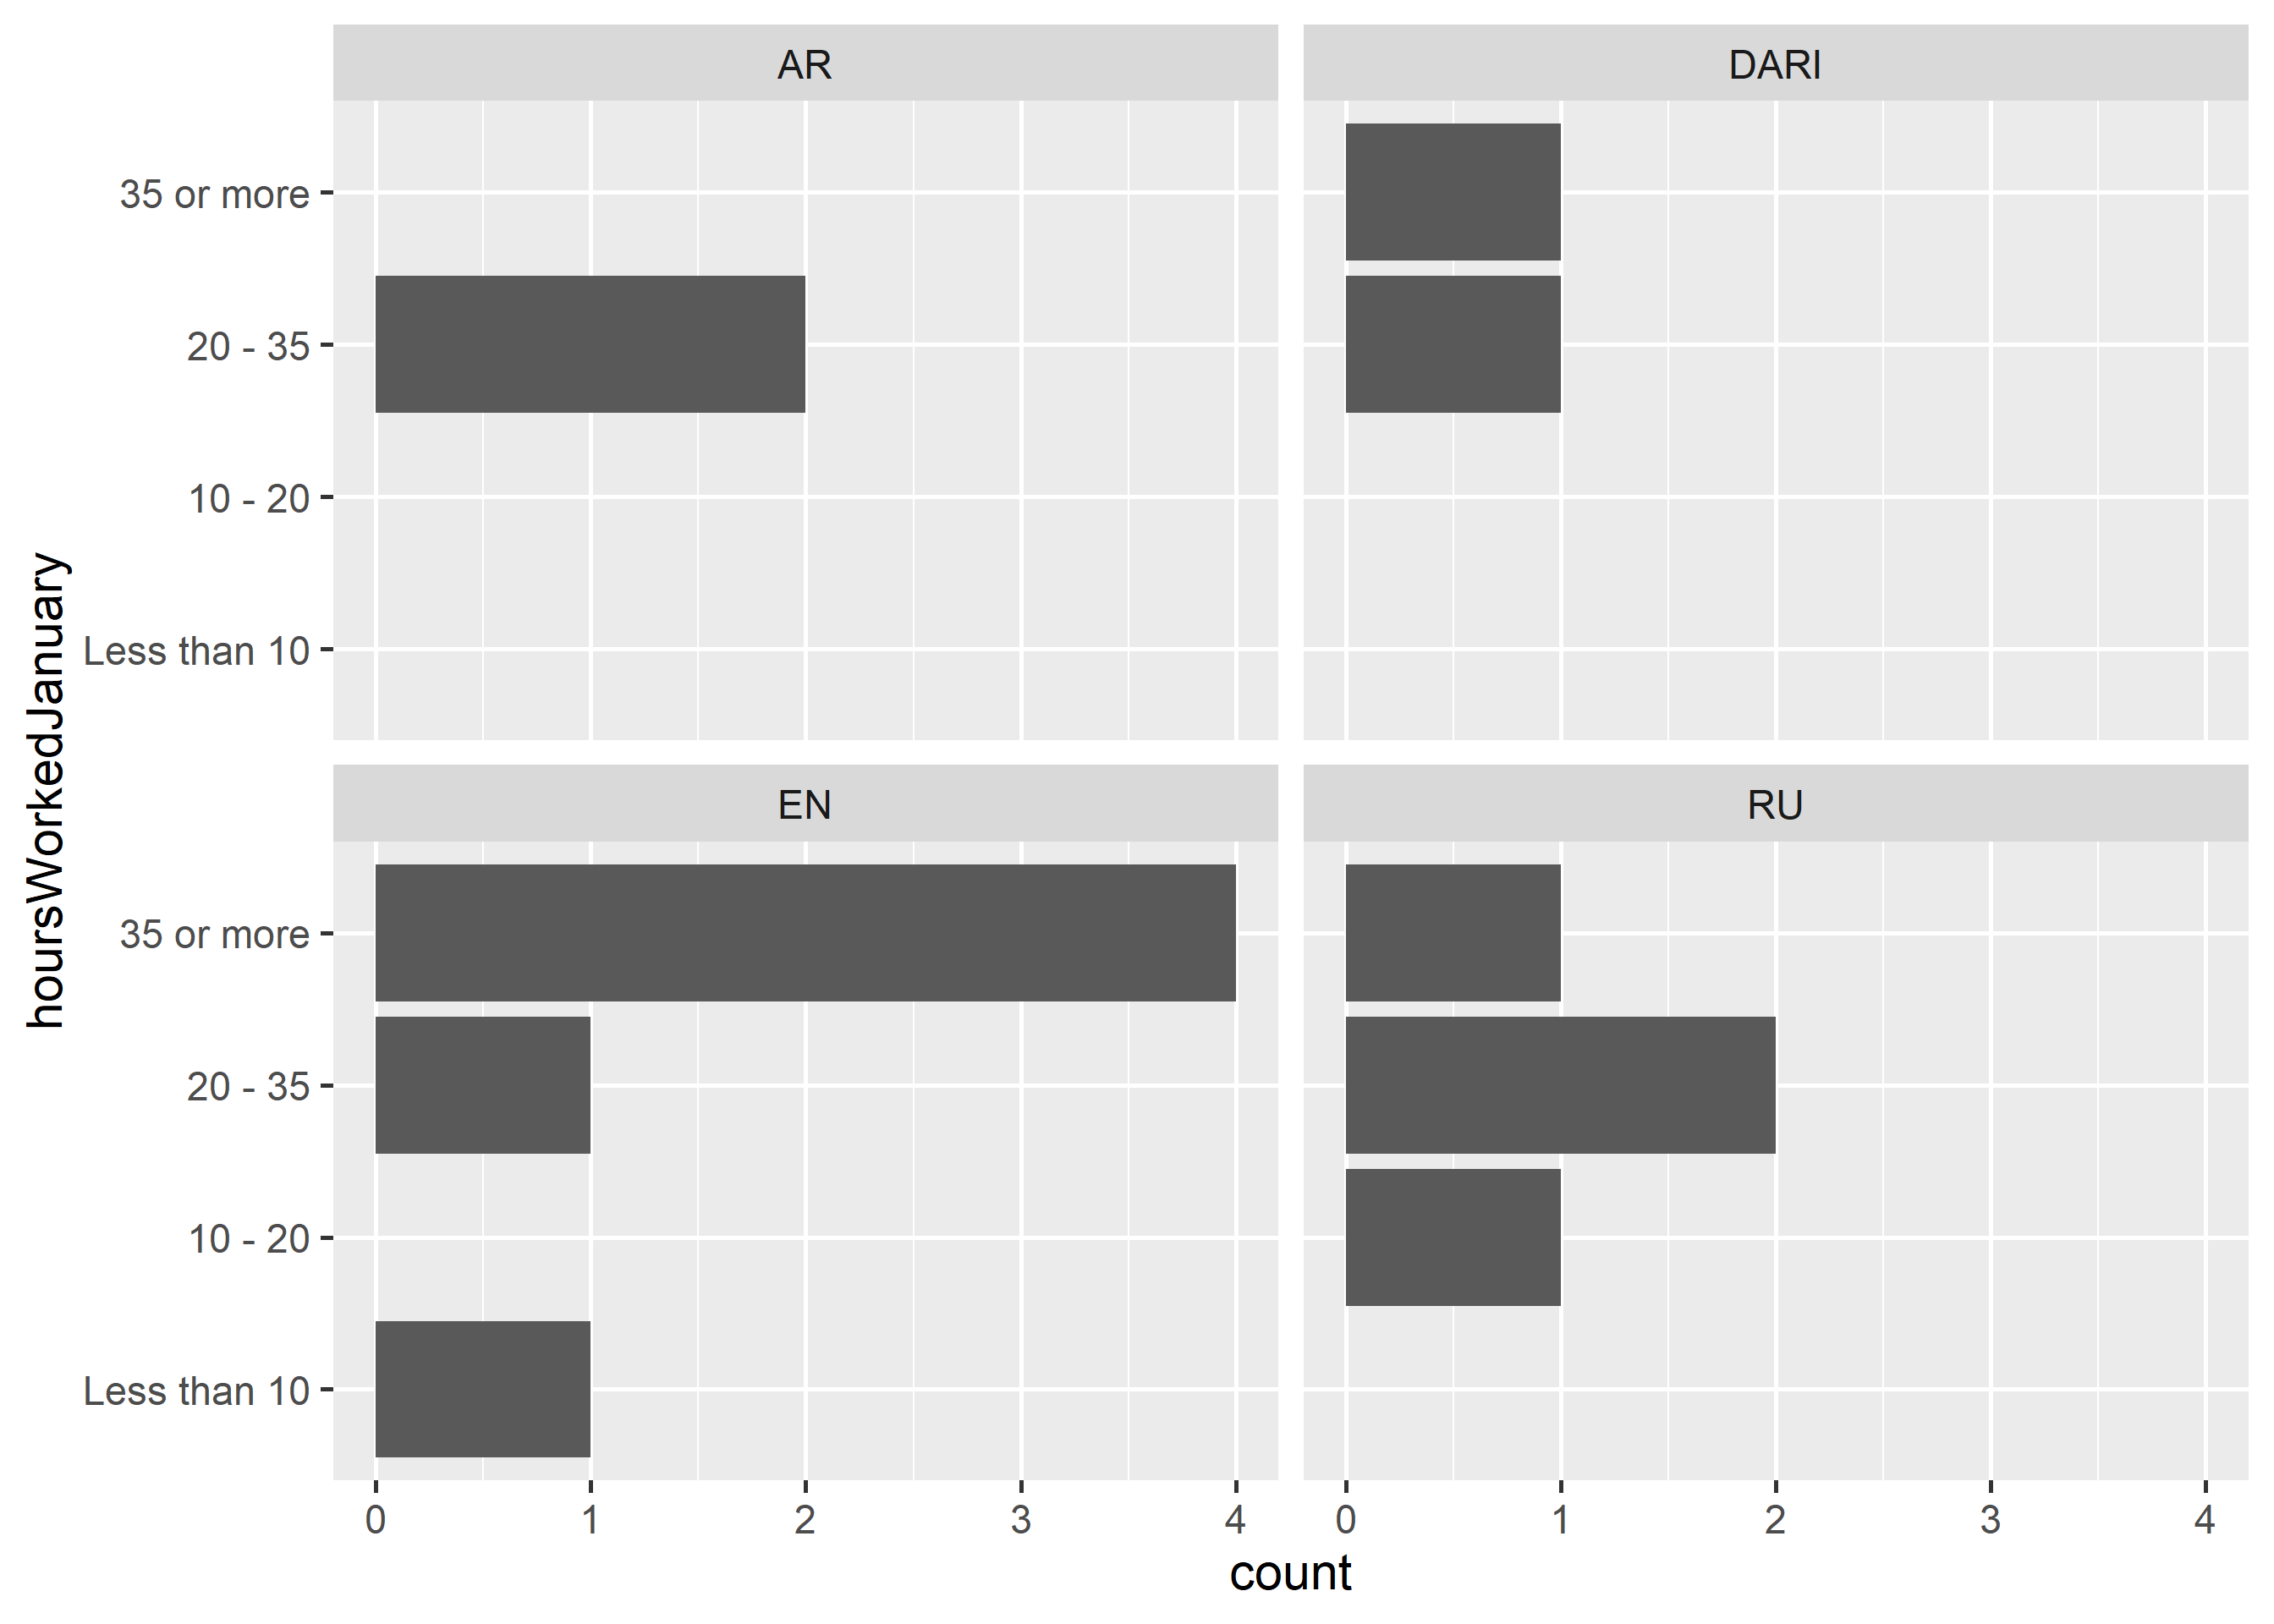 AR
DARI
35 or more
20 - 35
10 - 20
Less than 10
hoursWorkedJanuary
EN
RU
35 or more
20 - 35
10 - 20
Less than 10
0 1 2 3 4 0 1 2 3 4
count